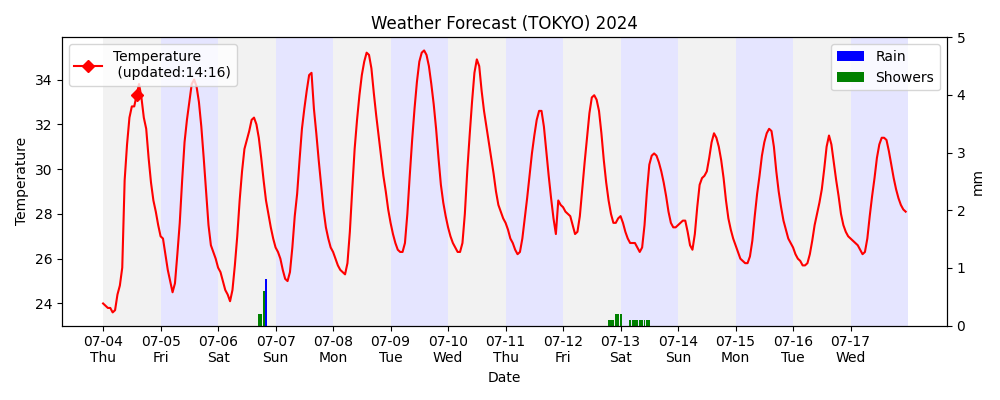 Weather Forecast (TOKYO) 2024
Temperature
(updated:14:16)
Rain
Showers
Temperature
34
32
30
28
26
24
5
4
3
2
1
0
mm
07-04 07-05 07-06 07-07 07-08 07-09 07-10 07-11 07-12 07-13 07-14 07-15 07-16 07-17
Thu Fri Sat Sun Mon Tue Wed Thu Fri Sat Sun Mon Tue Wed
Date